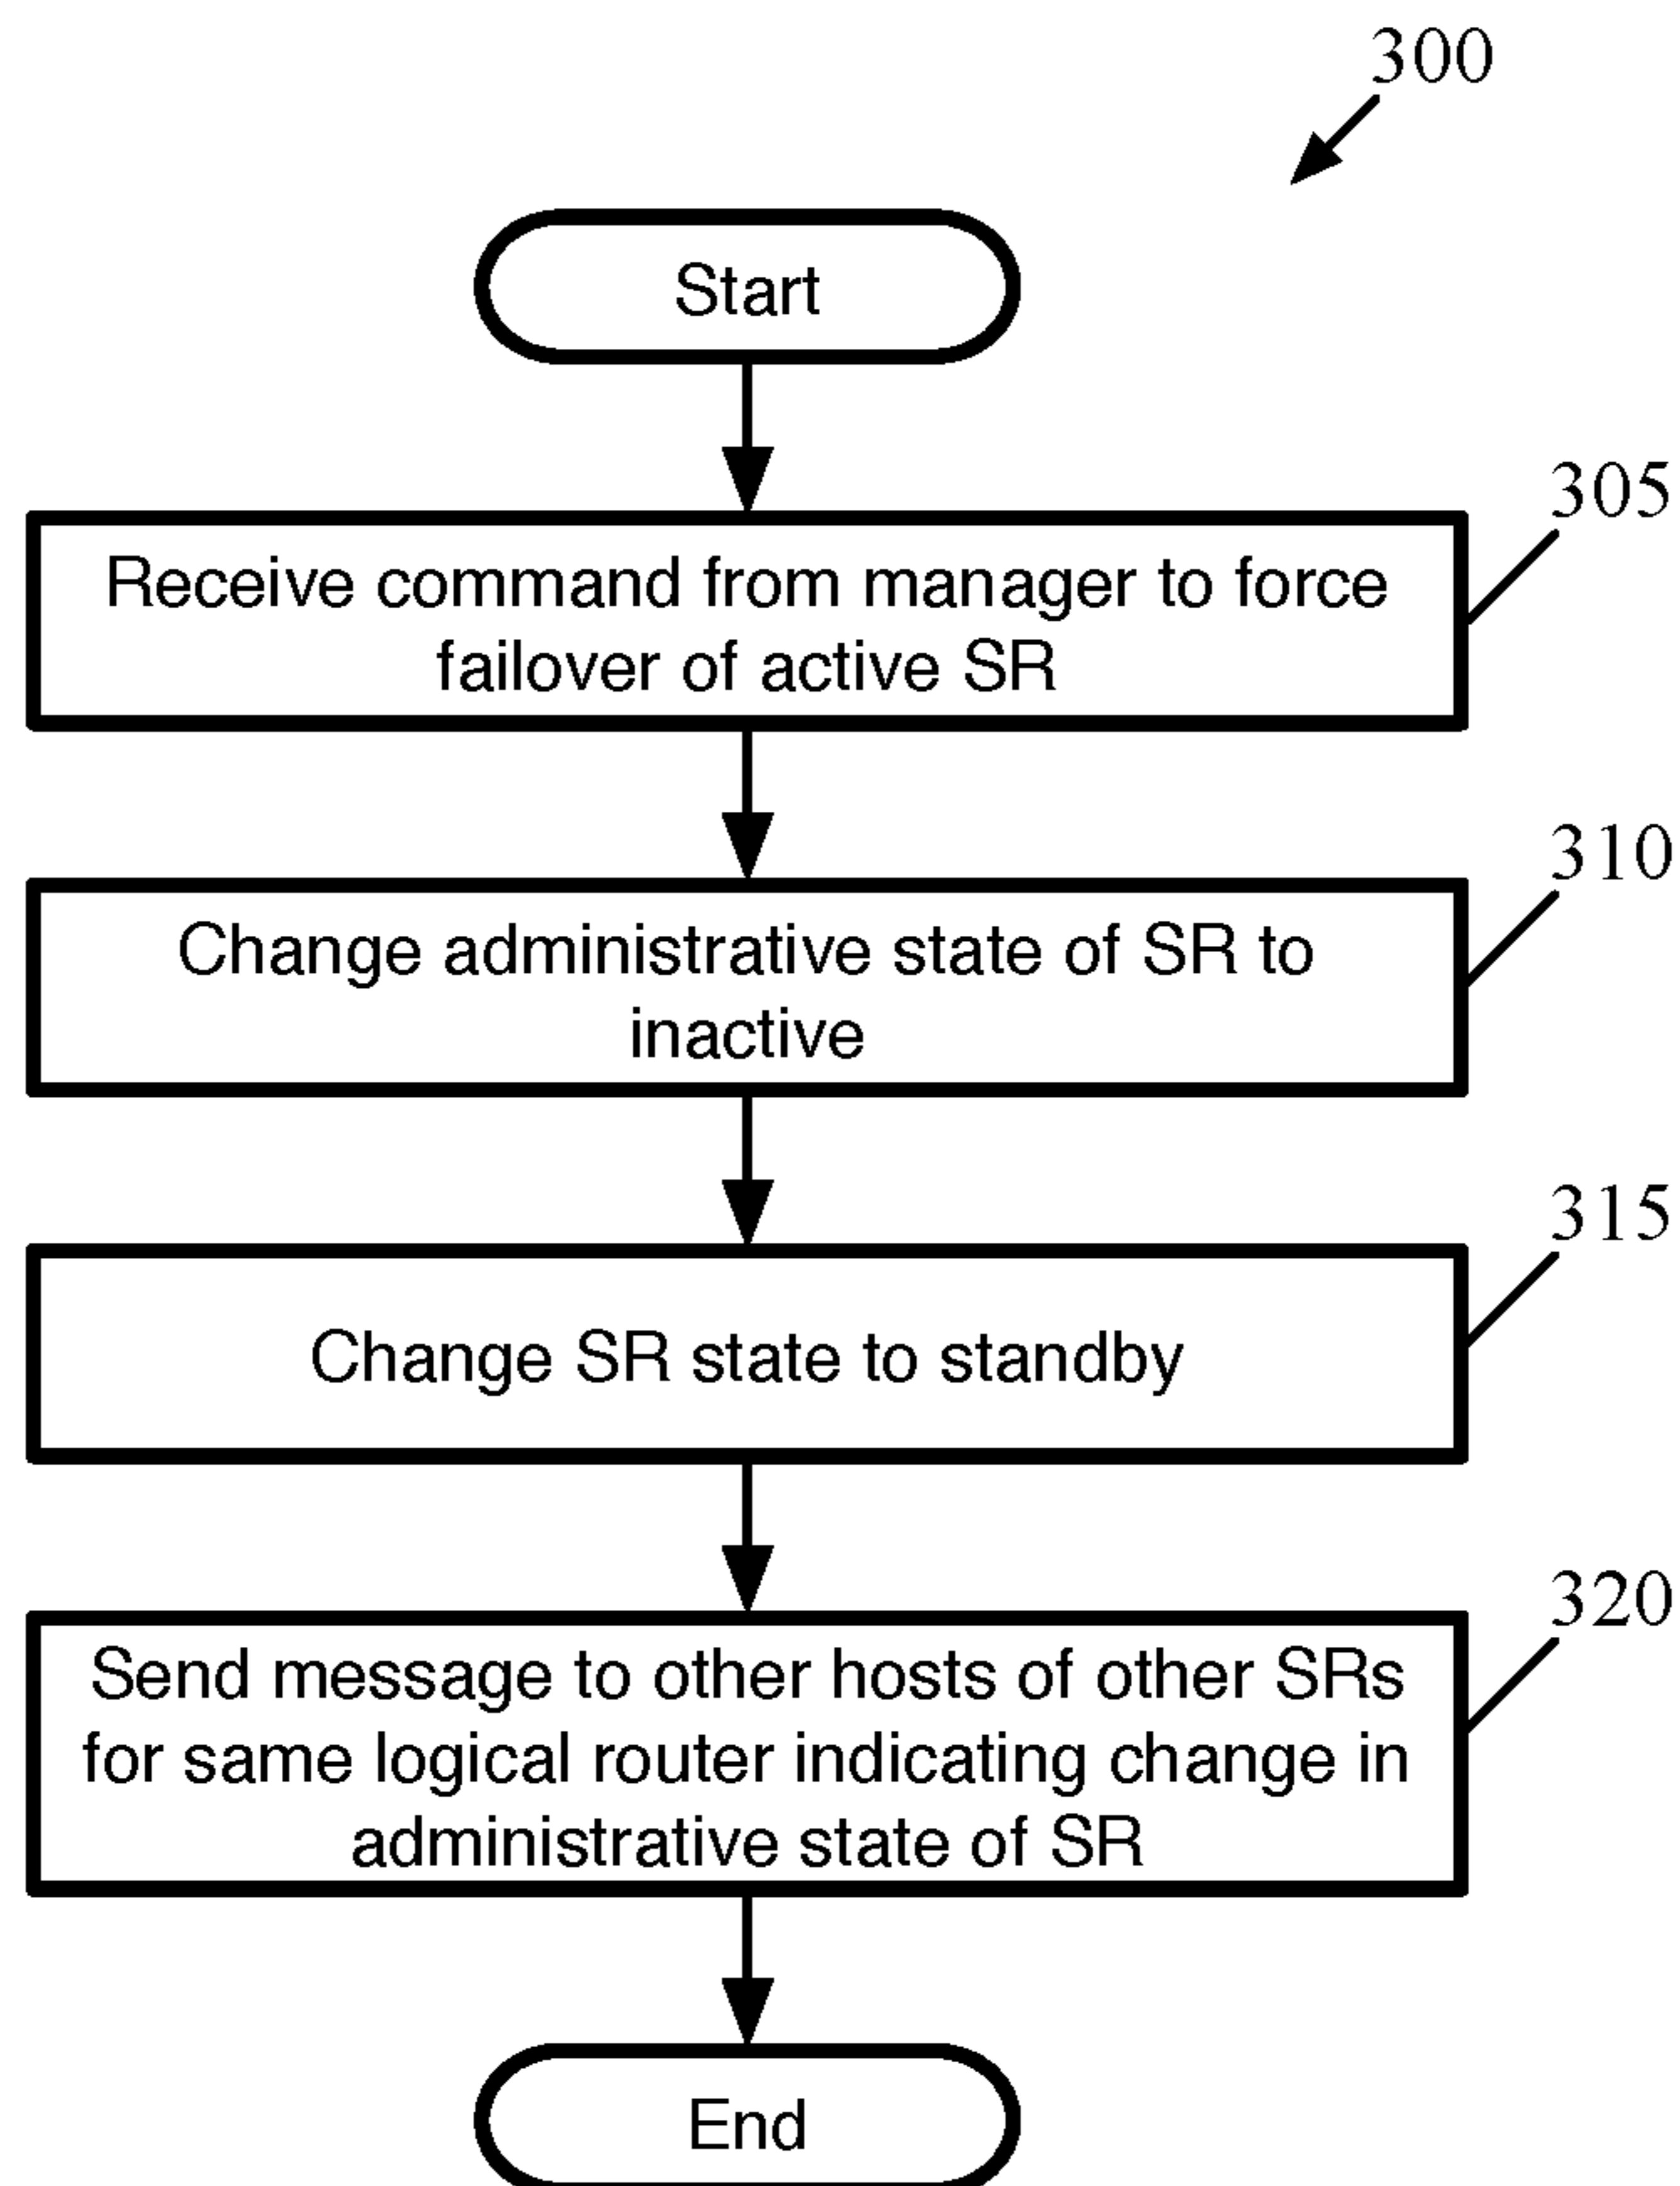 300
Start
305
Receive command from manager to force
failover of active SR
310
Change administrative state of SR to
inactive
315
Change SR state to standby
320
Send message to other hosts of other SRs
for same logical router indicating change in
administrative state of SR
End